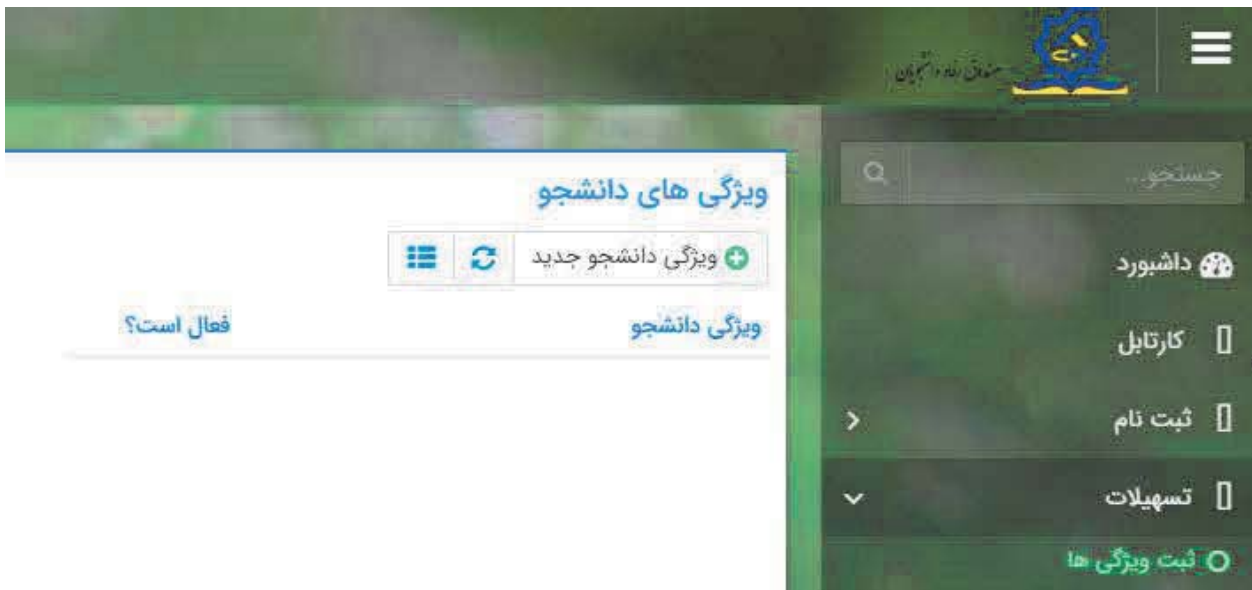 صندوق رفاه دانشجویان
جستجو...
داشبورد
کارتابل
ثبت نام
تسهیلات
ثبت ویژگی ها
ویژگی های دانشجو
ویژگی دانشجو جدید
ویژگی دانشجو فعال است؟